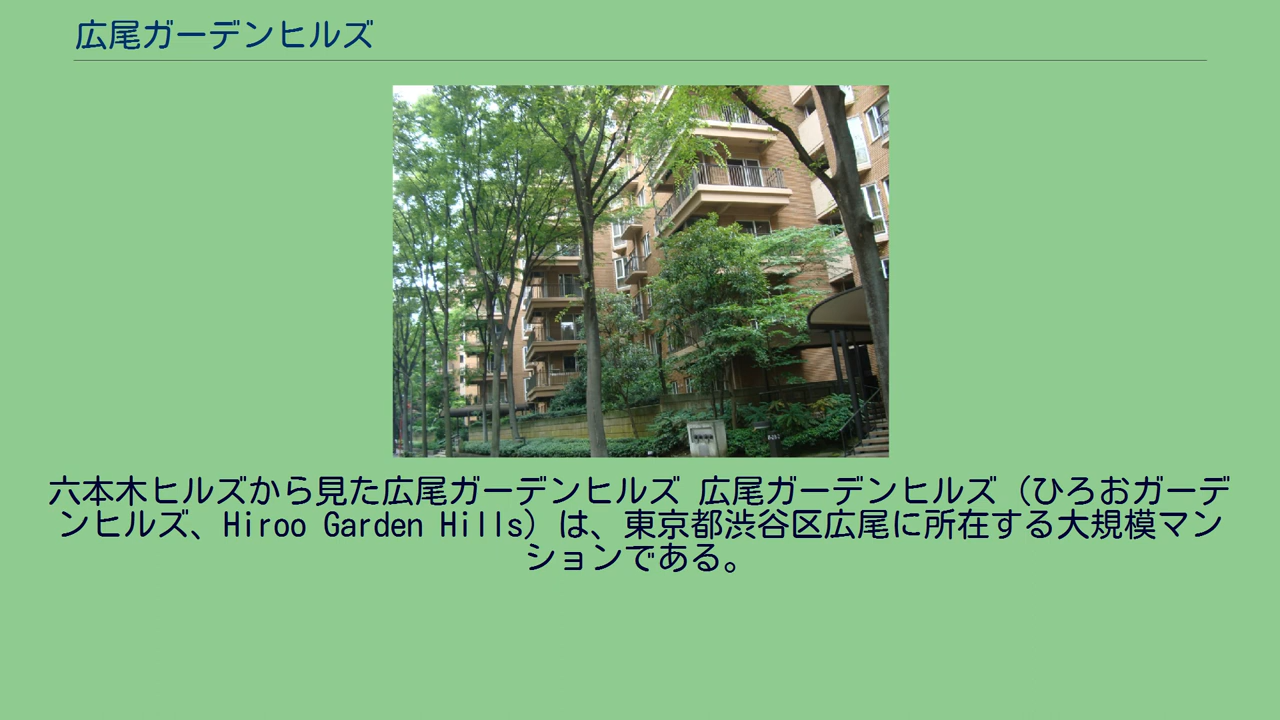 広尾ガーデンヒルズ
六本木ヒルズから見た広尾ガーデンヒルズ 広尾ガーデンヒルズ（ひろおガーデ
ンヒルズ、Hiroo Garden Hills）は、東京都渋谷区広尾に所在する大規模マン
ションである。